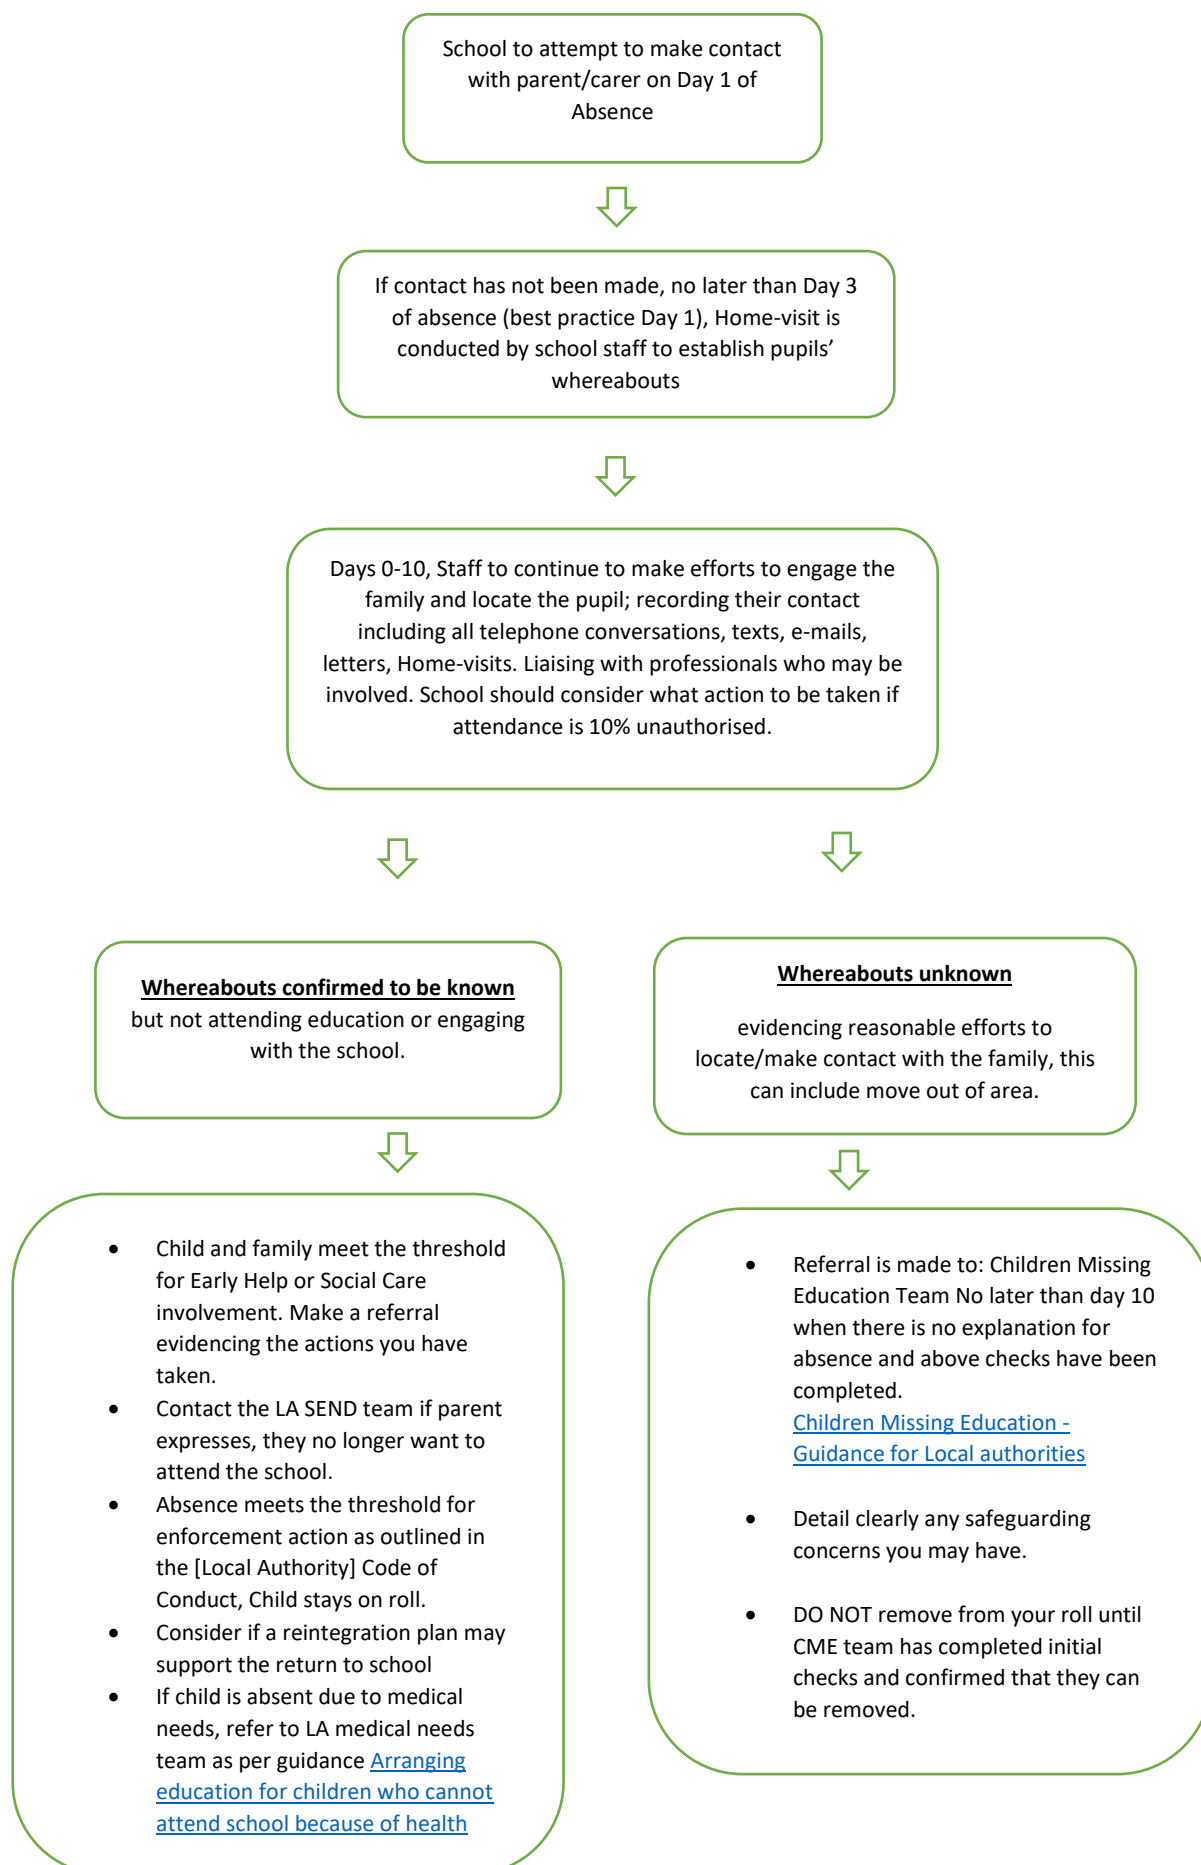 School to attempt to make contact
with parent/carer on Day 1 of
Absence
If contact has not been made, no later than Day 3
of absence (best practice Day 1), Home-visit is
conducted by school staff to establish pupils’
whereabouts
Days 0-10, Staff to continue to make efforts to engage the
family and locate the pupil; recording their contact
including all telephone conversations, texts, e-mails,
letters, Home-visits. Liaising with professionals who may be
involved. School should consider what action to be taken if
attendance is 10% unauthorised.
Whereabouts confirmed to be known
but not attending education or engaging
with the school.
Whereabouts unknown
evidencing reasonable efforts to
locate/make contact with the family, this
can include move out of area.
• Child and family meet the threshold
for Early Help or Social Care
involvement. Make a referral
evidencing the actions you have
taken.
• Contact the LA SEND team if parent
expresses, they no longer want to
attend the school.
• Absence meets the threshold for
enforcement action as outlined in
the [Local Authority] Code of
Conduct, Child stays on roll.
• Consider if a reintegration plan may
support the return to school
• If child is absent due to medical
needs, refer to LA medical needs
team as per guidance Arranging
education for children who cannot
attend school because of health
• Referral is made to: Children Missing
Education Team No later than day 10
when there is no explanation for
absence and above checks have been
completed.
Children Missing Education -
Guidance for Local authorities
• Detail clearly any safeguarding
concerns you may have.
• DO NOT remove from your roll until
CME team has completed initial
checks and confirmed that they can
be removed.